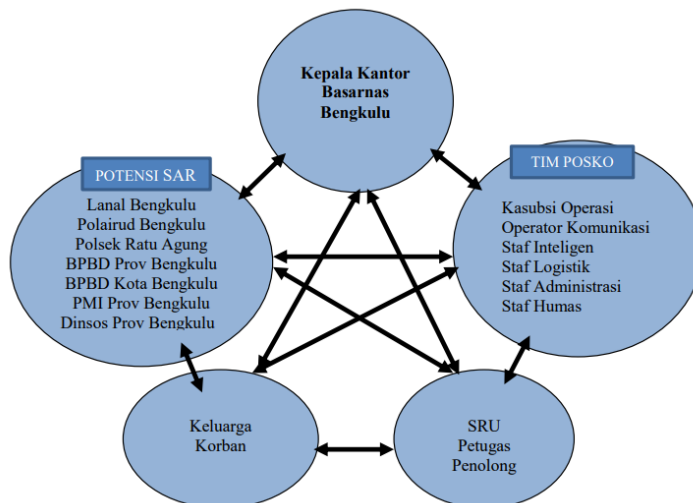 Kepala Kantor
Basarnas
Bengkulu
POTENSI SAR
Lanal Bengkulu
Polairud Bengkulu
Polsek Ratu Agung
BPBD Prov Bengkulu
BPBD Kota Bengkulu
PMI Prov Bengkulu
Dinsos Prov Bengkulu
TIM POSKO
Kasubsi Operasi
Operator Komunikasi
Staf Inteligen
Staf Logistik
Staf Administrasi
Staf Humas
Keluarga
Korban
SRU
Petugas
Penolong